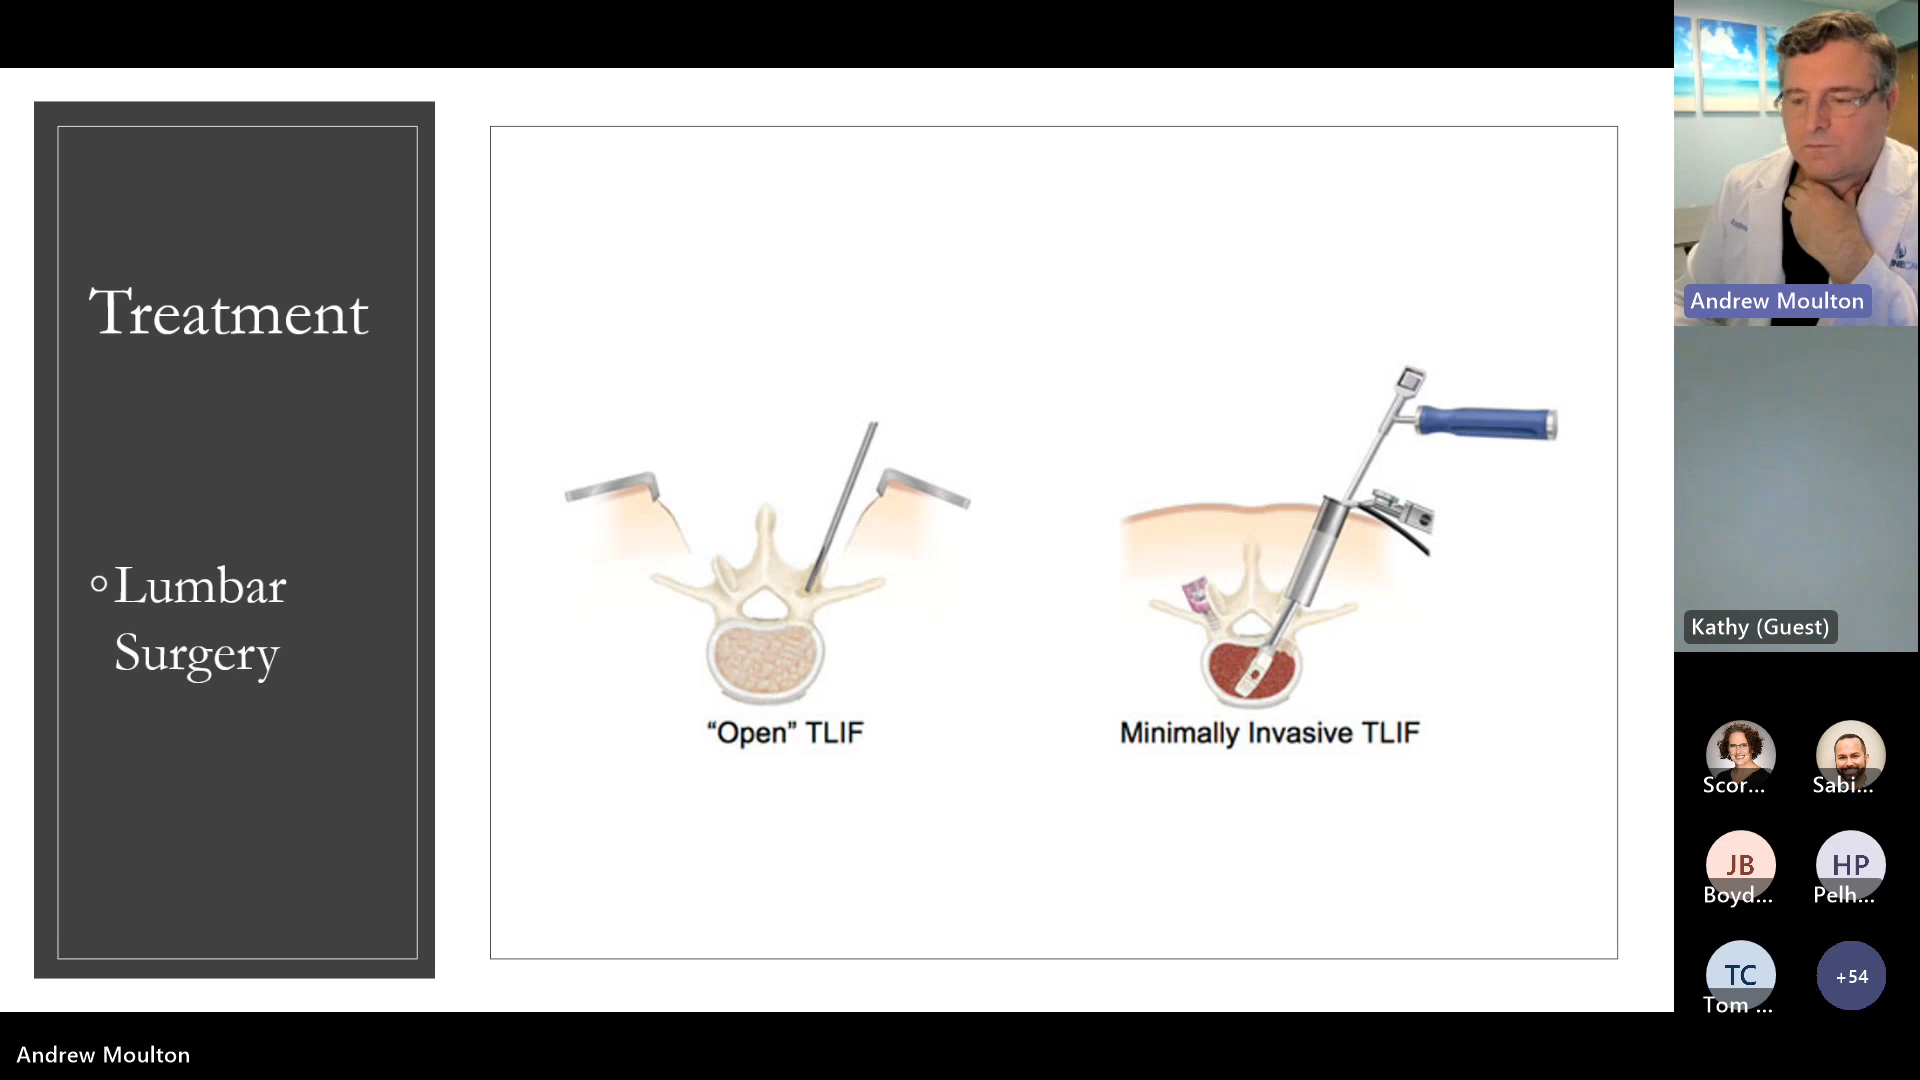 Treatment
Lumbar
Surgery
“Open” TLIF
Minimally Invasive TLIF
Andrew Moulton
Kathy (Guest)
Scor...
Sabi...
JB
HP
Boyd...
Pelh...
TC
+54
Tom ...
Andrew Moulton